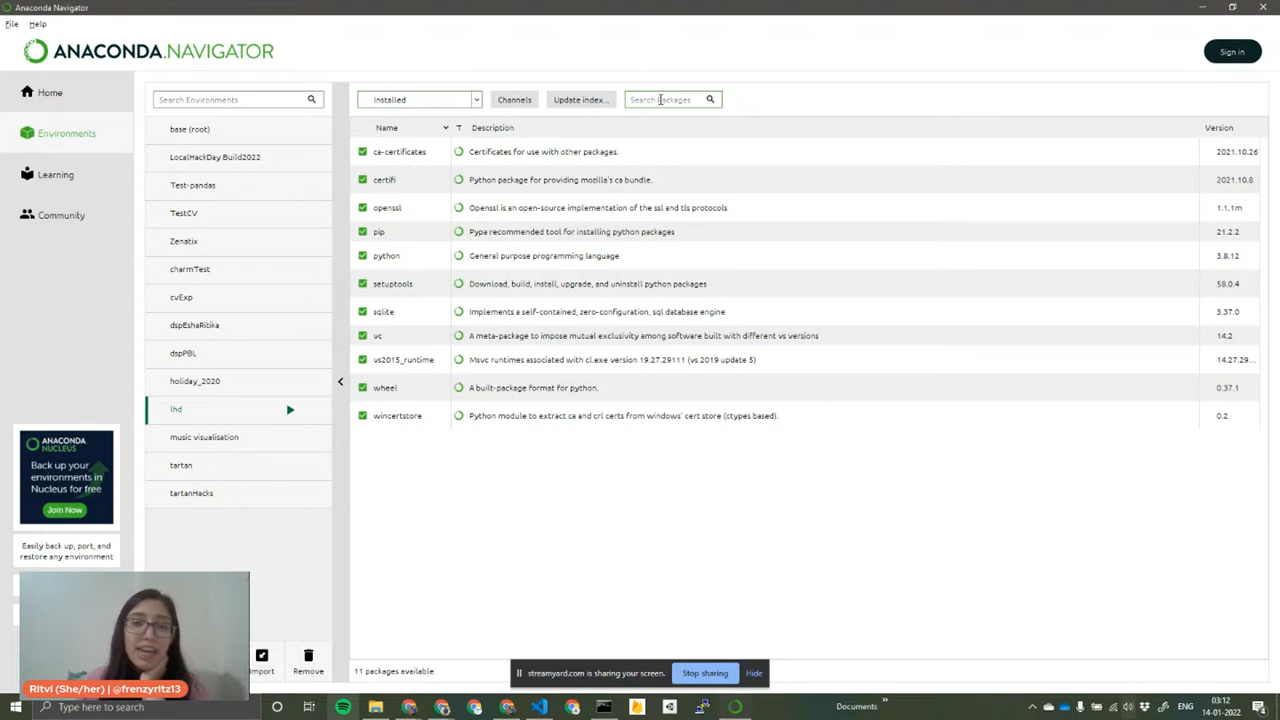 Anaconda Navigator
File Help
ANACONDA.NAVIGATOR
Sign in
Home
Environments
Learning
Community
Search Environments
base (root)
LocalHackDay Build2022
Test-pandas
TestCV
Zenatix
charmTest
cvExp
dspEshaRitika
dspPBL
holiday_2020
lhd
music visualisation
tartan
tartanHacks
Installed Channels Update index... Search Packages
Name T Description Version
ca-certificates Certificates for use with other packages. 2021.10.26
certifi Python package for providing mozilla's ca bundle. 2021.10.8
openssl Openssl is an open-source implementation of the ssl and tls protocols 1.1.1m
pip Pypa recommended tool for installing python packages 21.2.2
python General purpose programming language 3.8.12
setuptools Download, build, install, upgrade, and uninstall python packages 58.0.4
sqlite Implements a self-contained, zero-configuration, sql database engine 3.37.0
vc A meta-package to impose mutual exclusivity among software built with different vs versions 14.2
vs2015_runtime Msvc runtimes associated with cl.exe version 19.27.29111 (vs 2019 update 5) 14.27.29...
wheel A built-package format for python. 0.37.1
wincertstore Python module to extract ca and crl certs from windows' cert store (ctypes based). 0.2
ANACONDA
NUCLEUS
Back up your
environments in
Nucleus for free
Join Now
Easily back up, port, and
restore any environment
Import Remove
11 packages available
streamyard.com is sharing your screen. Stop sharing Hide
Ritvi (She/her) | @frenzyritz13
Type here to search
Documents
ENG
03:12
14-01-2022